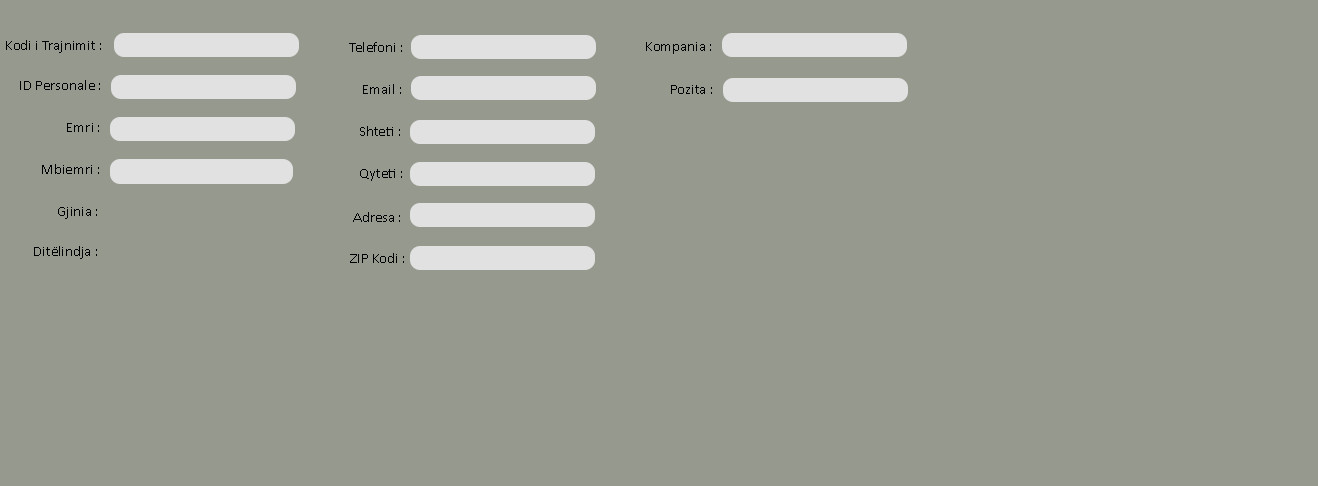 Kodi i Trajnimit :
ID Personale :
Emri :
Mbiemri :
Gjinia :
Ditëlindja :
Telefoni :
Email :
Shteti :
Qyteti :
Adresa :
ZIP Kodi :
Kompania :
Pozita :